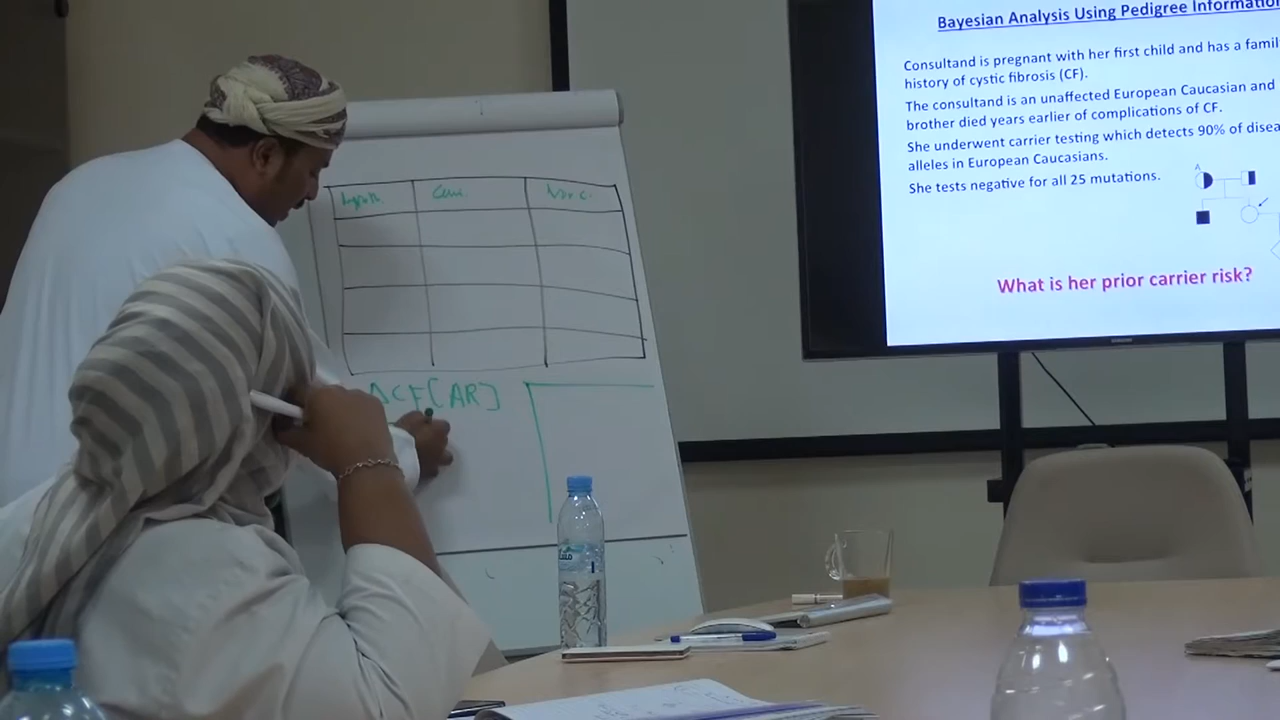 Bayesian Analysis Using Pedigree Information
Consultand is pregnant with her first child and has a famil
history of cystic fibrosis (CF).
The consultand is an unaffected European Caucasian and
brother died years earlier of complications of CF.
She underwent carrier testing which detects 90% of disea
alleles in European Caucasians.
She tests negative for all 25 mutations.
A
What is her prior carrier risk?
SAMSUNG
CF[AR]